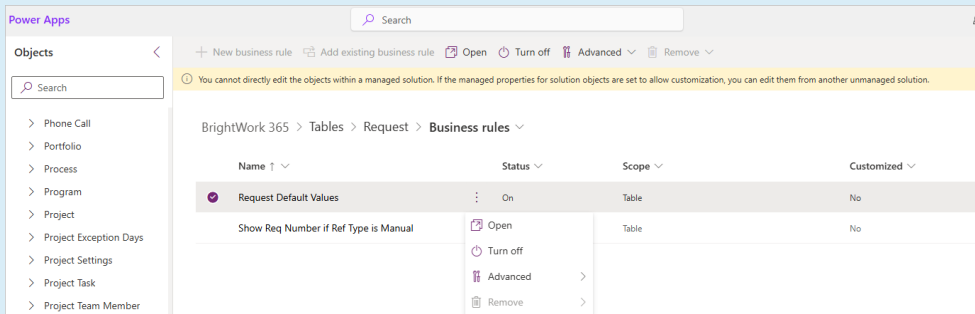 Power Apps
Search
Objects
New business rule Add existing business rule Open Turn off Advanced Remove
You cannot directly edit the objects within a managed solution. If the managed properties for solution objects are set to allow customization, you can edit them from another unmanaged solution.
Search
Phone Call
Portfolio
Process
Program
Project
Project Exception Days
Project Settings
Project Task
Project Team Member
BrightWork 365 > Tables > Request > Business rules
Name ↑ Status Scope Customized
Request Default Values On Table No
Show Req Number if Ref Type is Manual Table No
Open
Turn off
Advanced
Remove